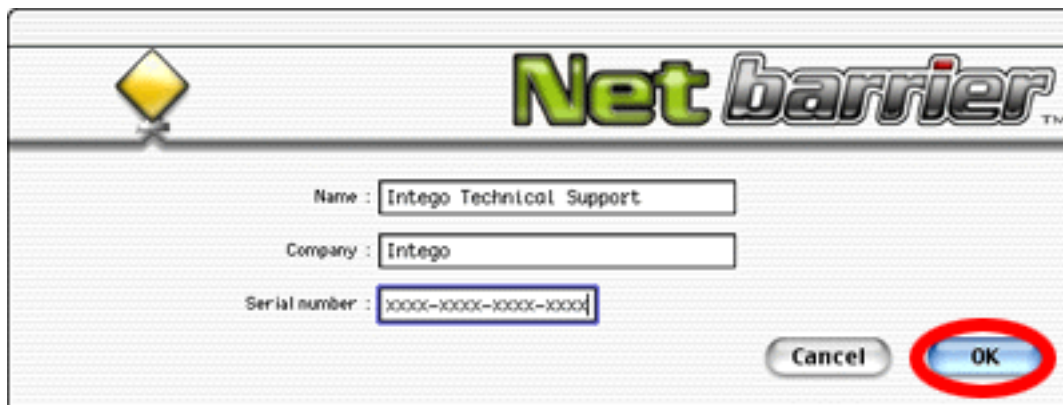 Net barrier TM
Name : Intego Technical Support
Company : Intego
Serial number : xxxx-xxxx-xxxx-xxxx
Cancel OK